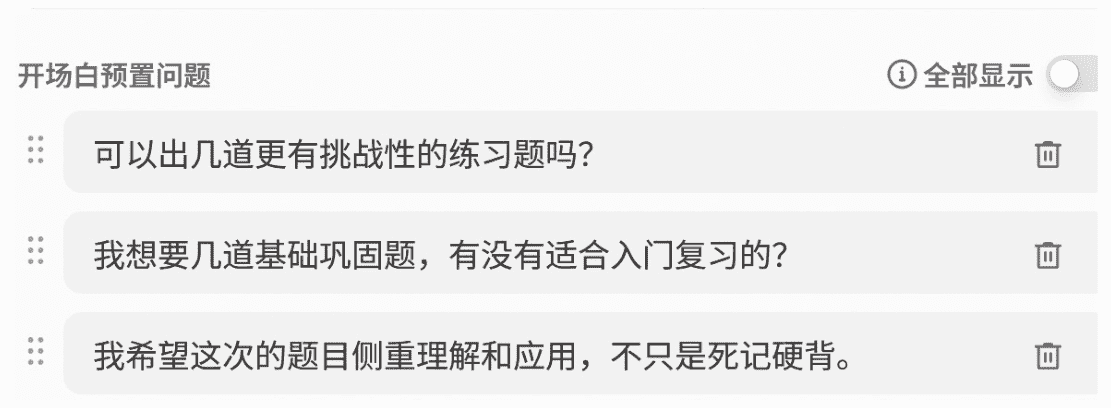 开场白预置问题 全部显示
可以出几道更有挑战性的练习题吗？
我想要几道基础巩固题，有没有适合入门复习的？
我希望这次的题目侧重理解和应用，不只是死记硬背。